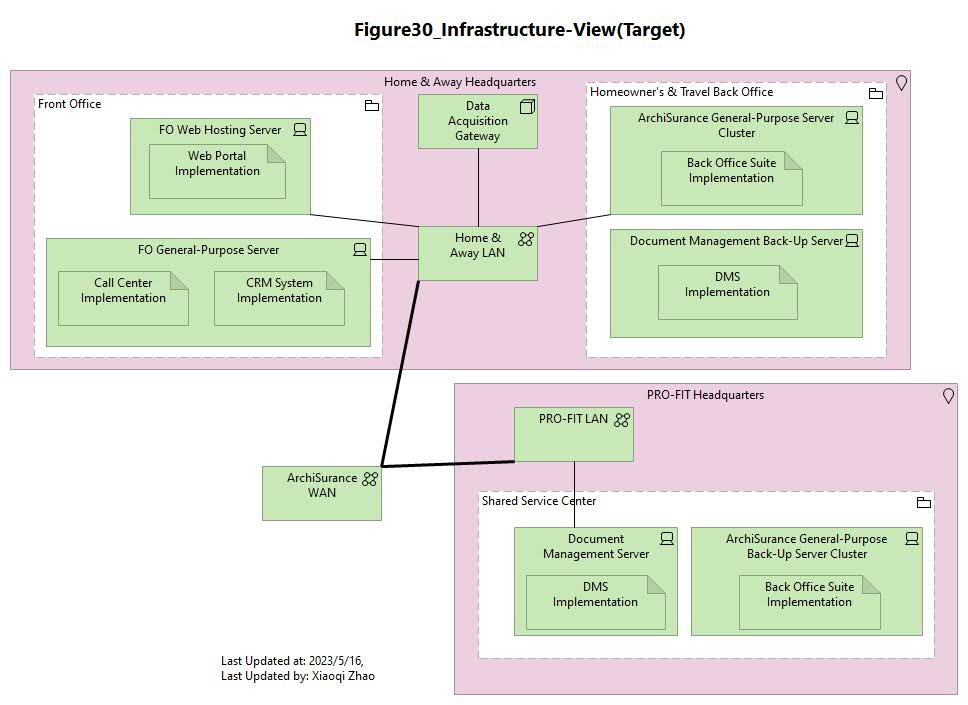 Figure30_Infrastructure-View(Target)
Home & Away Headquarters
Front Office
FO Web Hosting Server
Web Portal
Implementation
FO General-Purpose Server
Call Center
Implementation
CRM System
Implementation
Data
Acquisition
Gateway
Home &
Away LAN
Homeowner's & Travel Back Office
ArchiSurance General-Purpose Server
Cluster
Back Office Suite
Implementation
Document Management Back-Up Server
DMS
Implementation
ArchiSurance
WAN
PRO-FIT Headquarters
PRO-FIT LAN
Shared Service Center
Document
Management Server
DMS
Implementation
ArchiSurance General-Purpose
Back-Up Server Cluster
Back Office Suite
Implementation
Last Updated at: 2023/5/16,
Last Updated by: Xiaoqi Zhao